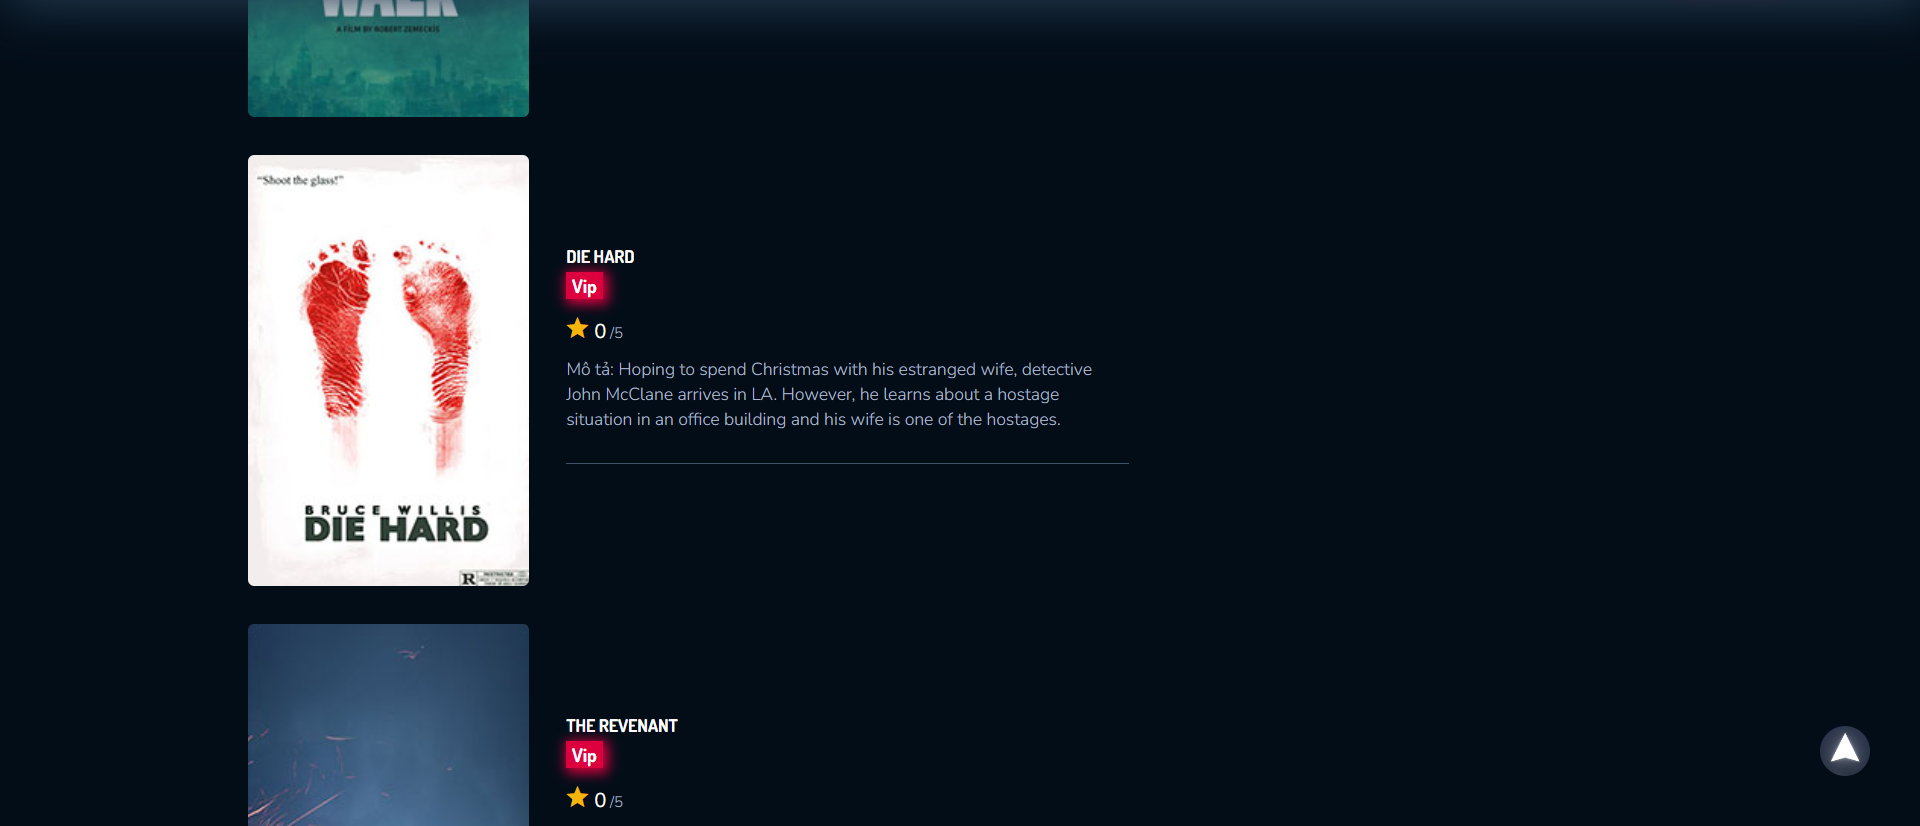 WALK
A FILM BY ROBERT ZEMECKIS
“Shoot the glass!”
BRUCE WILLIS
DIE HARD
R
DIE HARD
Vip
0 /5
Mô tả: Hoping to spend Christmas with his estranged wife, detective
John McClane arrives in LA. However, he learns about a hostage
situation in an office building and his wife is one of the hostages.
THE REVENANT
Vip
0 /5